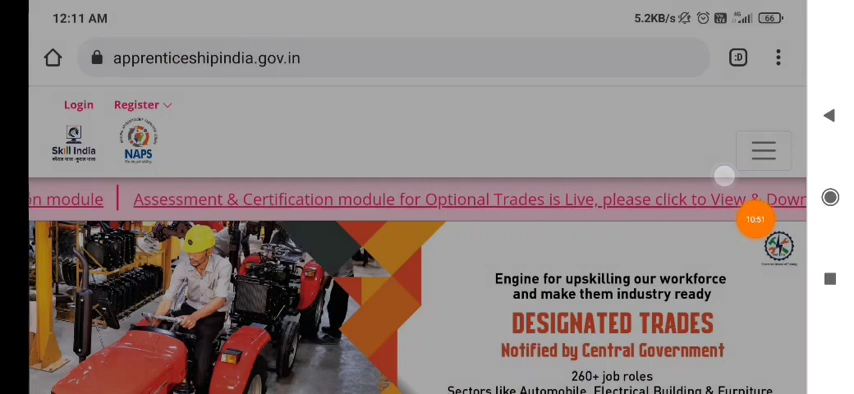 12:11 AM
5.2KB/s 4G 66
apprenticeshipindia.gov.in :D
Login Register
Skill India
NAPS
on module Assessment & Certification module for Optional Trades is Live, please click to View & Down
10:51
Engine for upskilling our workforce
and make them industry ready
DESIGNATED TRADES
Notified by Central Government
260+ job roles
Sectors like Automobile, Electrical Building & Furniture